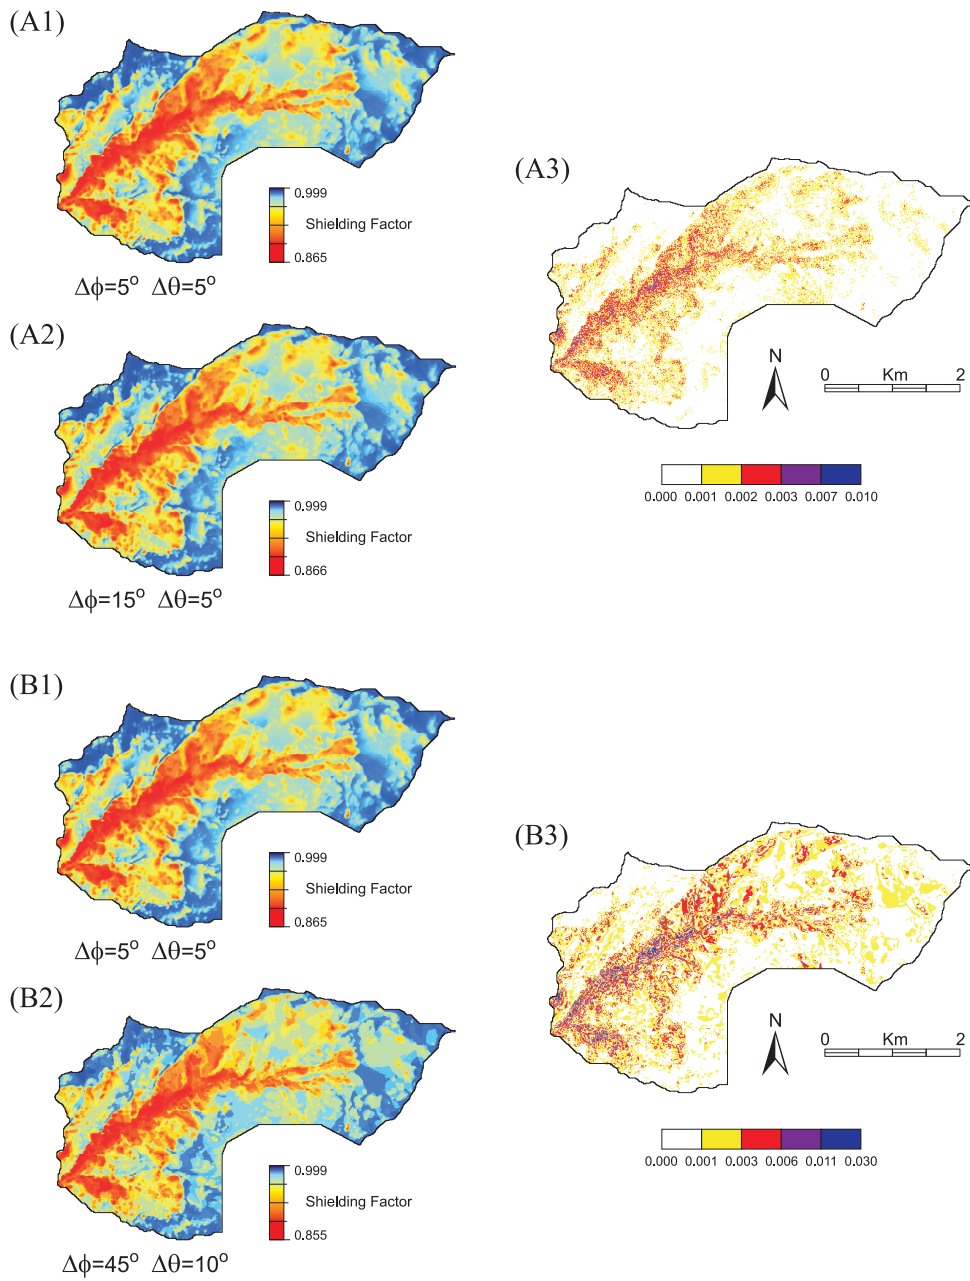 (A1)
0.999
Shielding Factor
0.865
Δϕ=5° Δθ=5°
(A2)
0.999
Shielding Factor
0.866
Δϕ=15° Δθ=5°
(A3)
N
0 Km 2
0.000 0.001 0.002 0.003 0.007 0.010
(B1)
0.999
Shielding Factor
0.865
Δϕ=5° Δθ=5°
(B2)
0.999
Shielding Factor
0.855
Δϕ=45° Δθ=10°
(B3)
N
0 Km 2
0.000 0.001 0.003 0.006 0.011 0.030